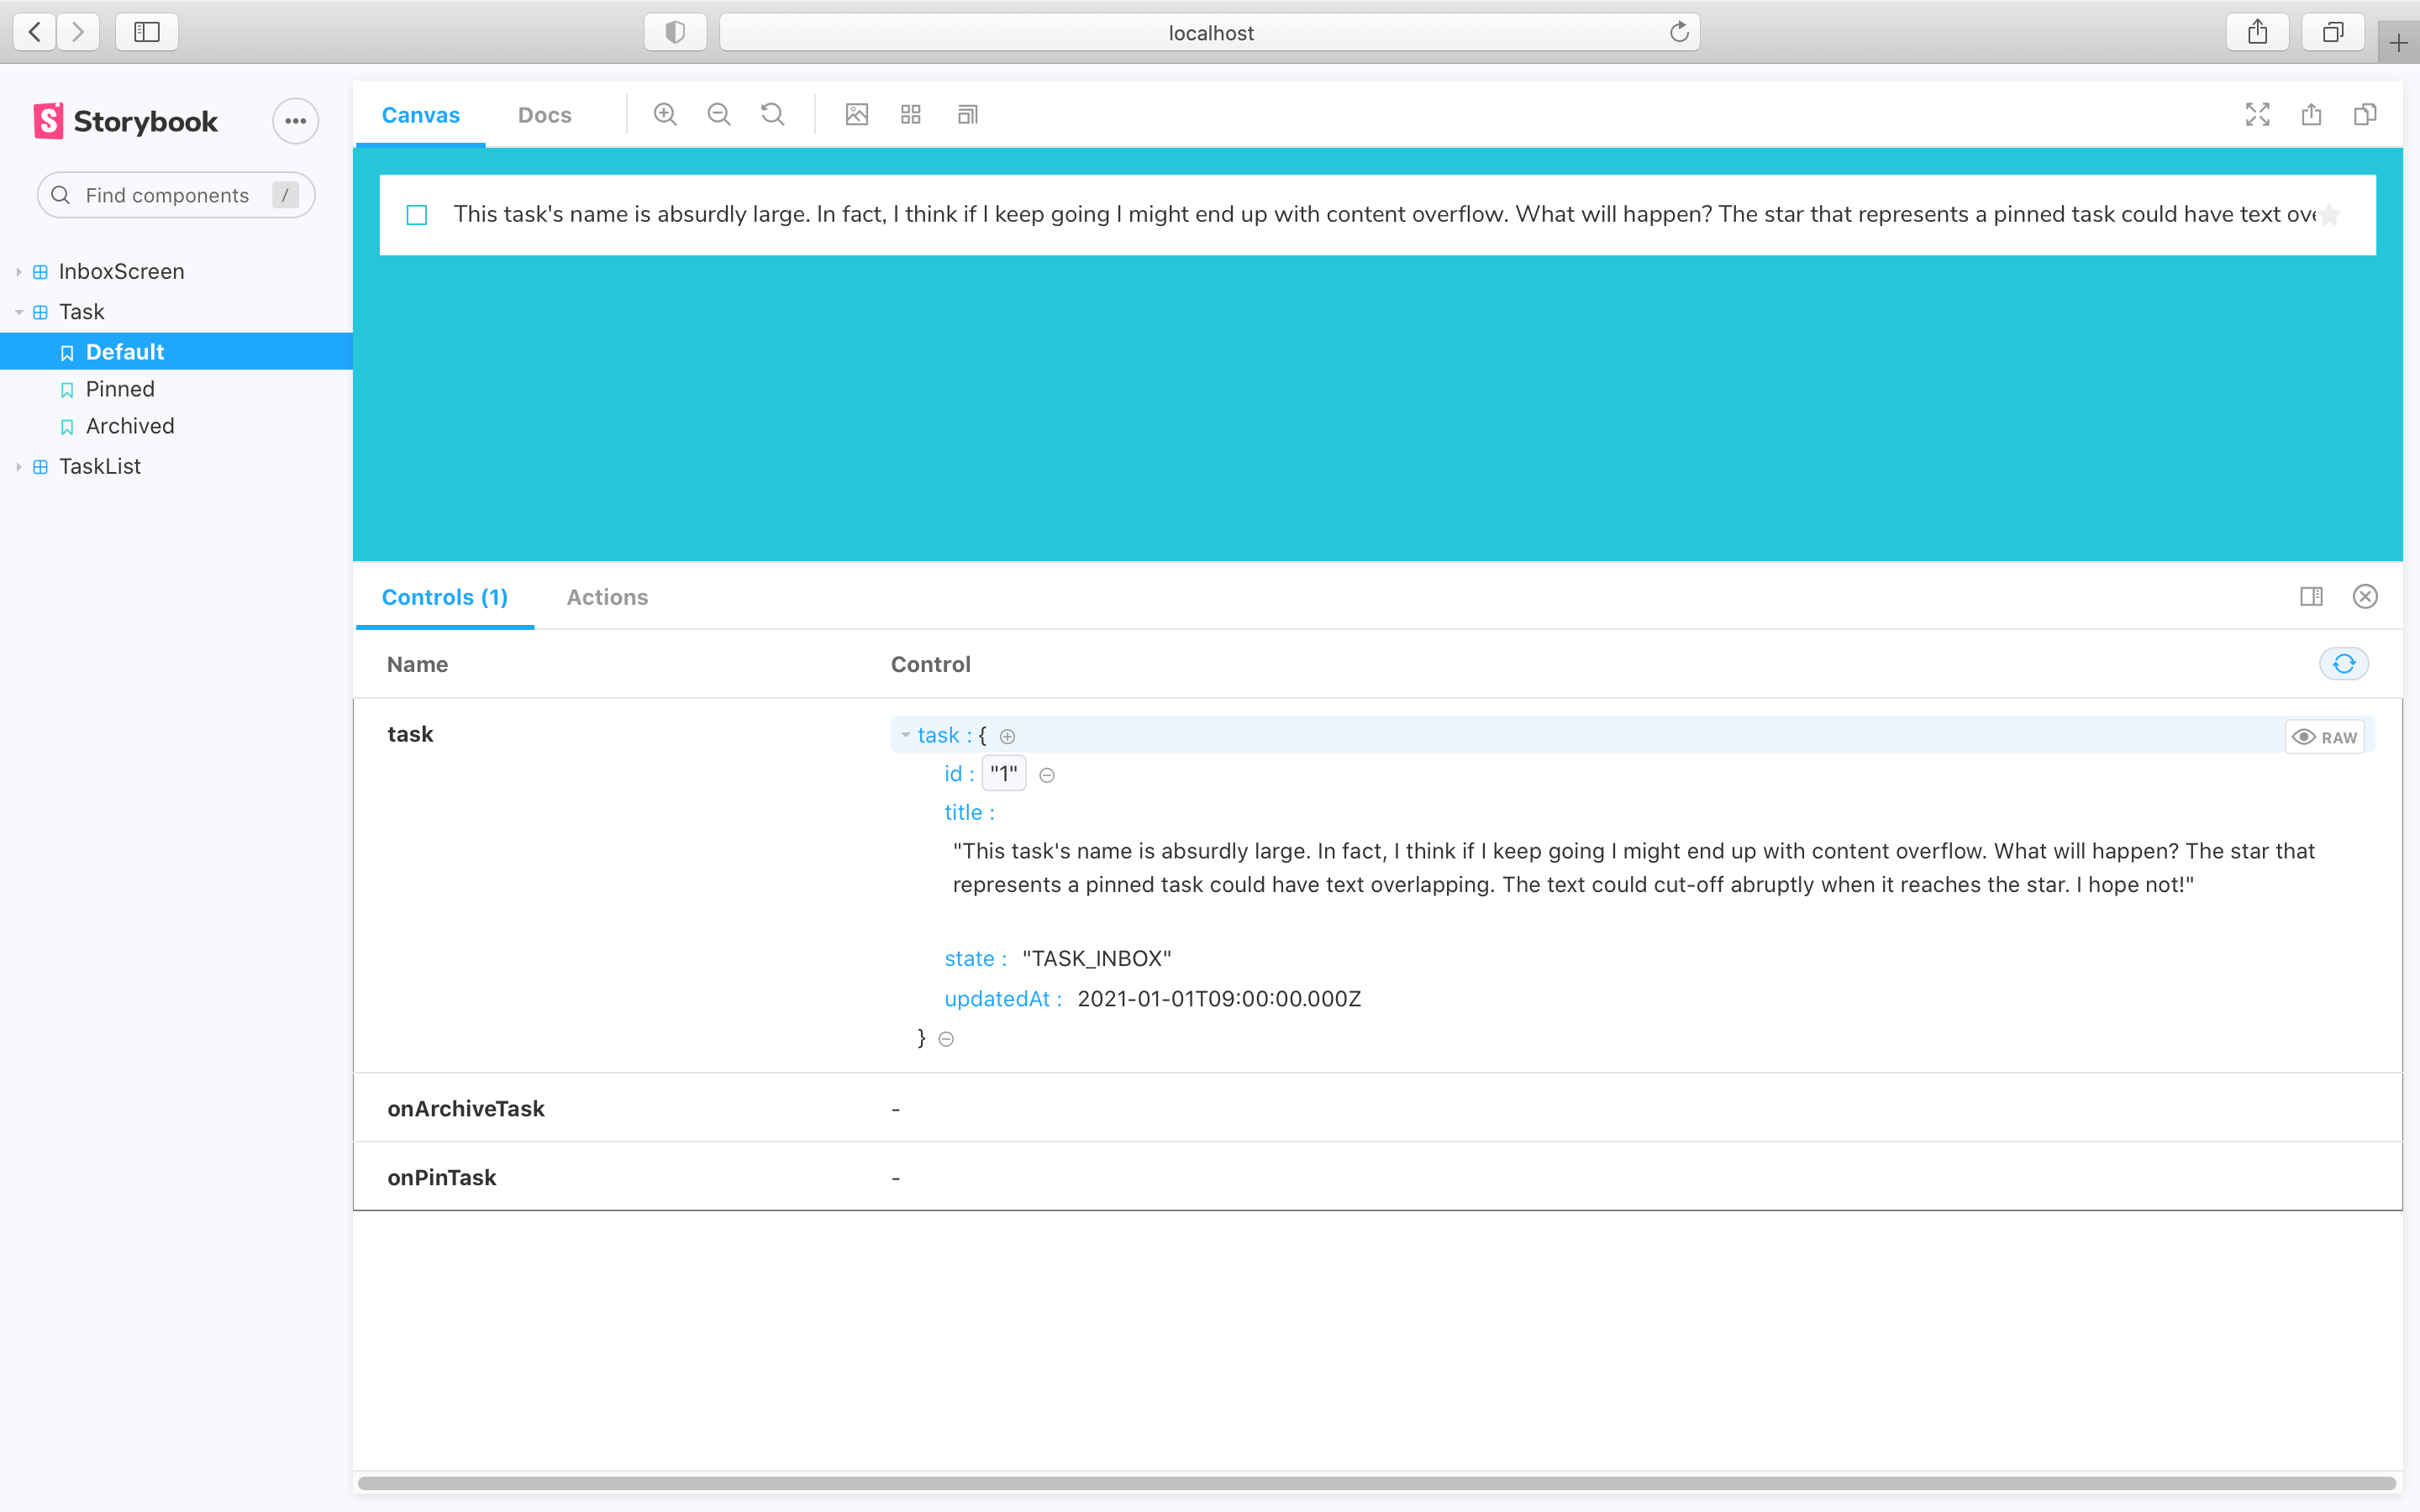 localhost
Storybook
Find components /
InboxScreen
Task
Default
Pinned
Archived
TaskList
Canvas Docs
This task's name is absurdly large. In fact, I think if I keep going I might end up with content overflow. What will happen? The star that represents a pinned task could have text ove
Controls (1) Actions
Name Control
task
task : {
RAW
id : "1"
title :
"This task's name is absurdly large. In fact, I think if I keep going I might end up with content overflow. What will happen? The star that
represents a pinned task could have text overlapping. The text could cut-off abruptly when it reaches the star. I hope not!"
state : "TASK_INBOX"
updatedAt : 2021-01-01T09:00:00.000Z
}
onArchiveTask -
onPinTask -